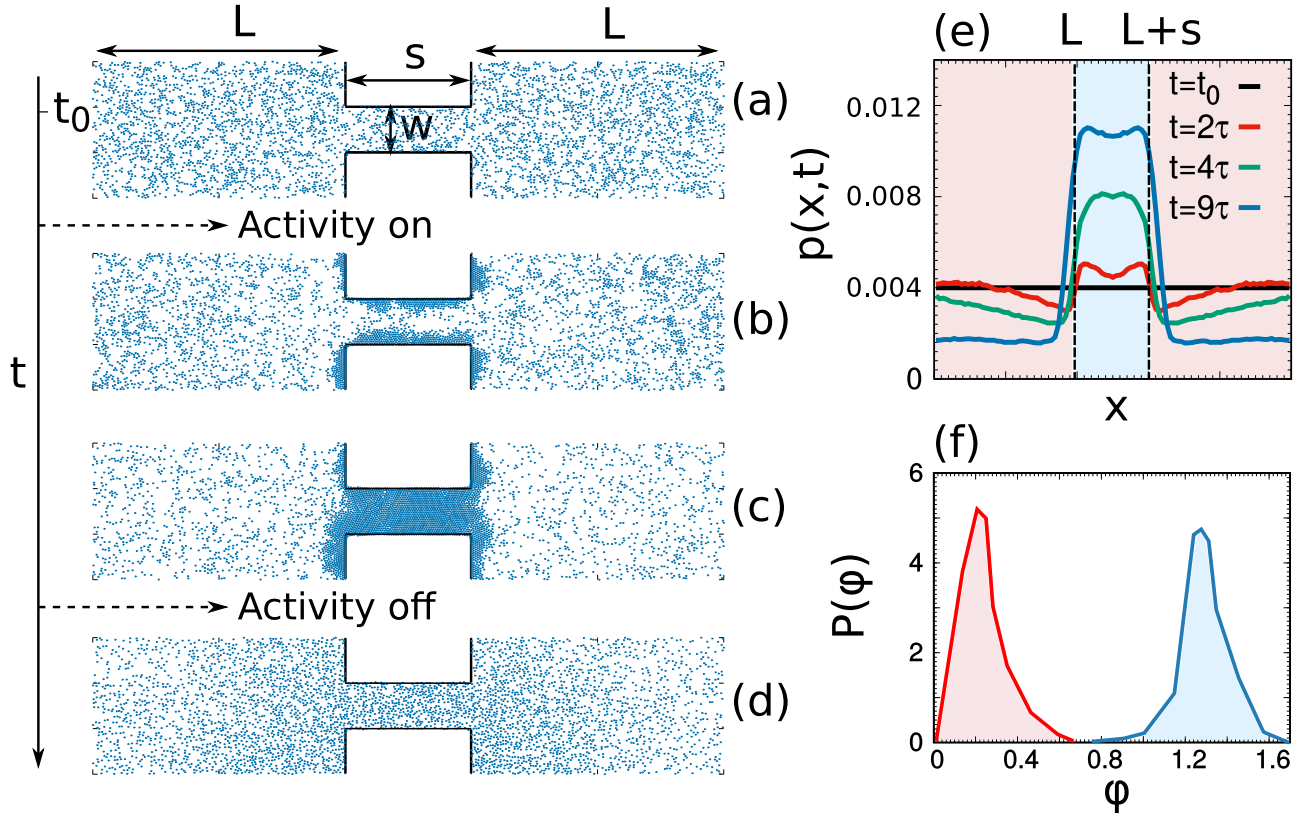 L
s
L
w
t₀
t
(a)
Activity on
(b)
(c)
Activity off
(d)
(e)
L
L+s
t=t₀
t=2τ
t=4τ
t=9τ
0.012
0.008
0.004
0
p(x,t)
x
(f)
6
4
2
0
P(φ)
0 0.4 0.8 1.2 1.6
φ